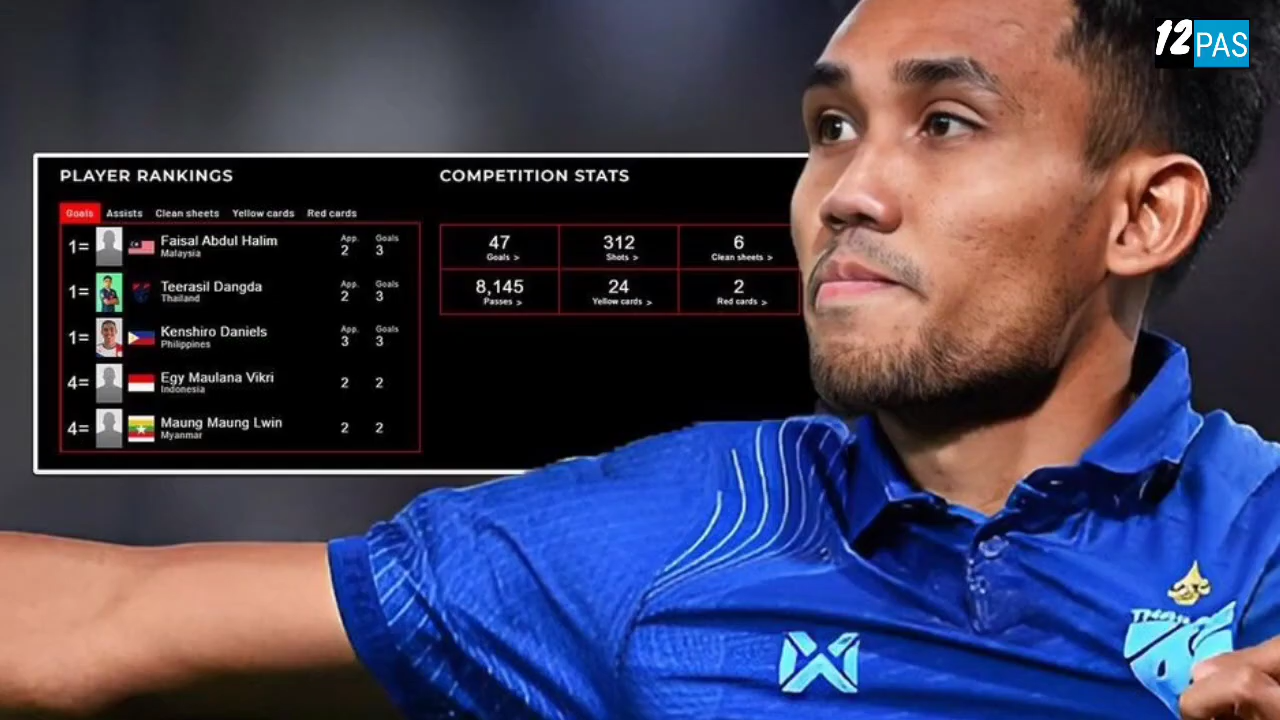 12 PAS
PLAYER RANKINGS
Goals Assists Clean sheets Yellow cards Red cards
1= Faisal Abdul Halim App. Goals
Malaysia 2 3
1= Teerasil Dangda App. Goals
Thailand 2 3
1= Kenshiro Daniels App. Goals
Philippines 3 3
4= Egy Maulana Vikri 2 2
Indonesia
4= Maung Maung Lwin 2 2
Myanmar
COMPETITION STATS
47 312 6
Goals > Shots > Clean sheets >
8,145 24 2
Passes > Yellow cards > Red cards >